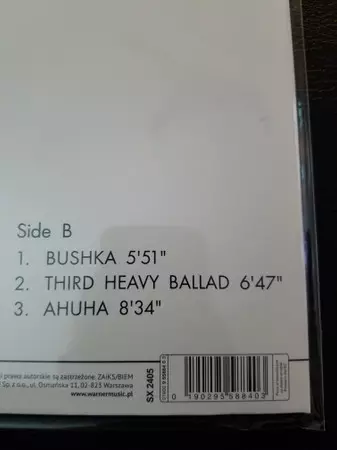 Side B
1. BUSHKA 5'51"
2. THIRD HEAVY BALLAD 6'47"
3. AHUHA 8'34"
i prawa autorskie są zastrzeżone. ZAiKS/BIEM
Sp. z o.o., ul. Osmańska 11, 02-823 Warszawa
www.warnermusic.pl
SX 2405
0 190295 588403